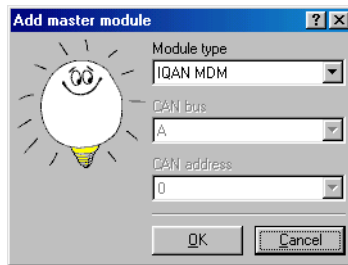 Add master module
Module type
IQAN MDM
CAN bus
A
CAN address
0
OK
Cancel